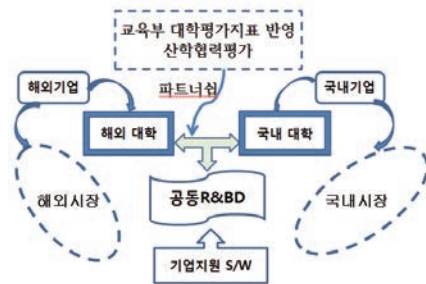 교육부 대학평가지표 반영
산학협력평가
해외기업
파트너쉽
국내기업
해외 대학
국내 대학
해외시장
공동R&BD
국내시장
기업지원 S/W